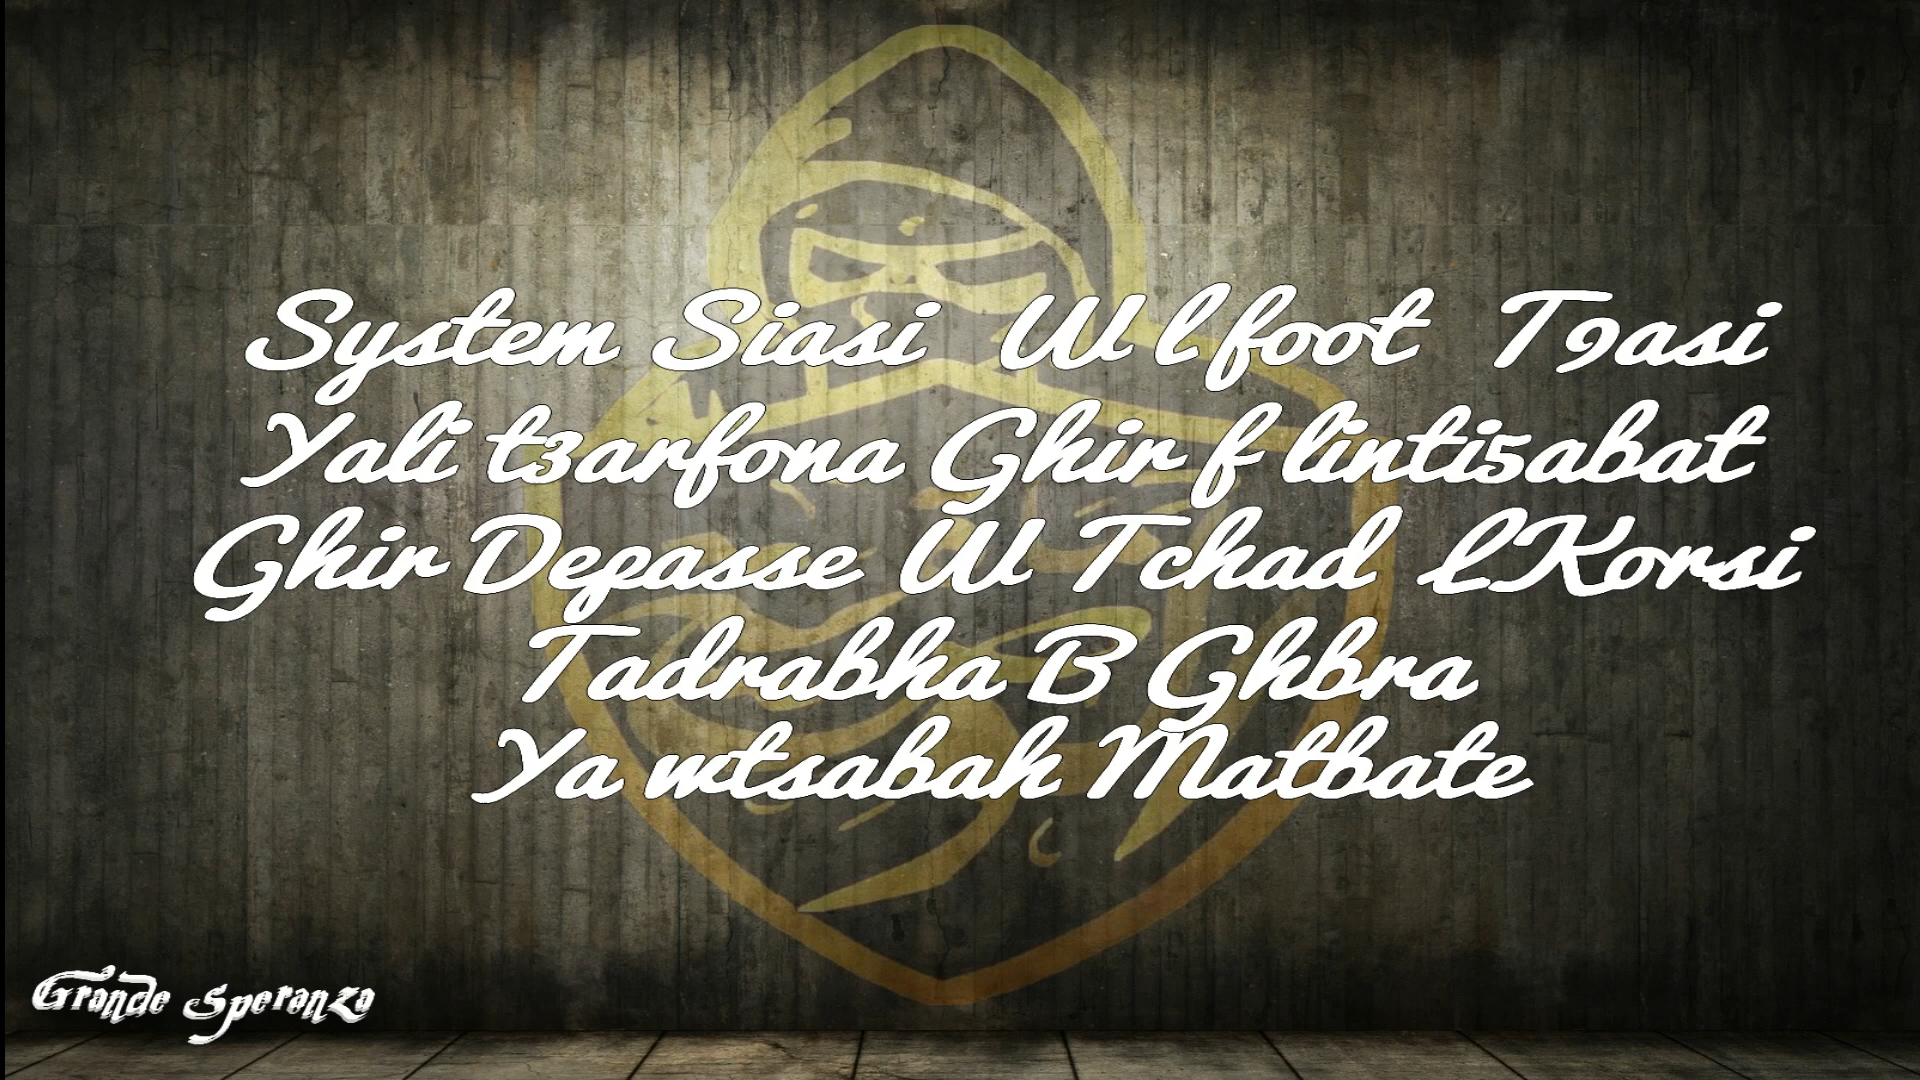 System Siasi W l foot T9asi
Yali t3arfona Ghir f linti5abat
Ghir Depasse W Tchad lKorsi
Tadrabha B Ghbra
Ya wtsabah Matbate
Grande Speranza